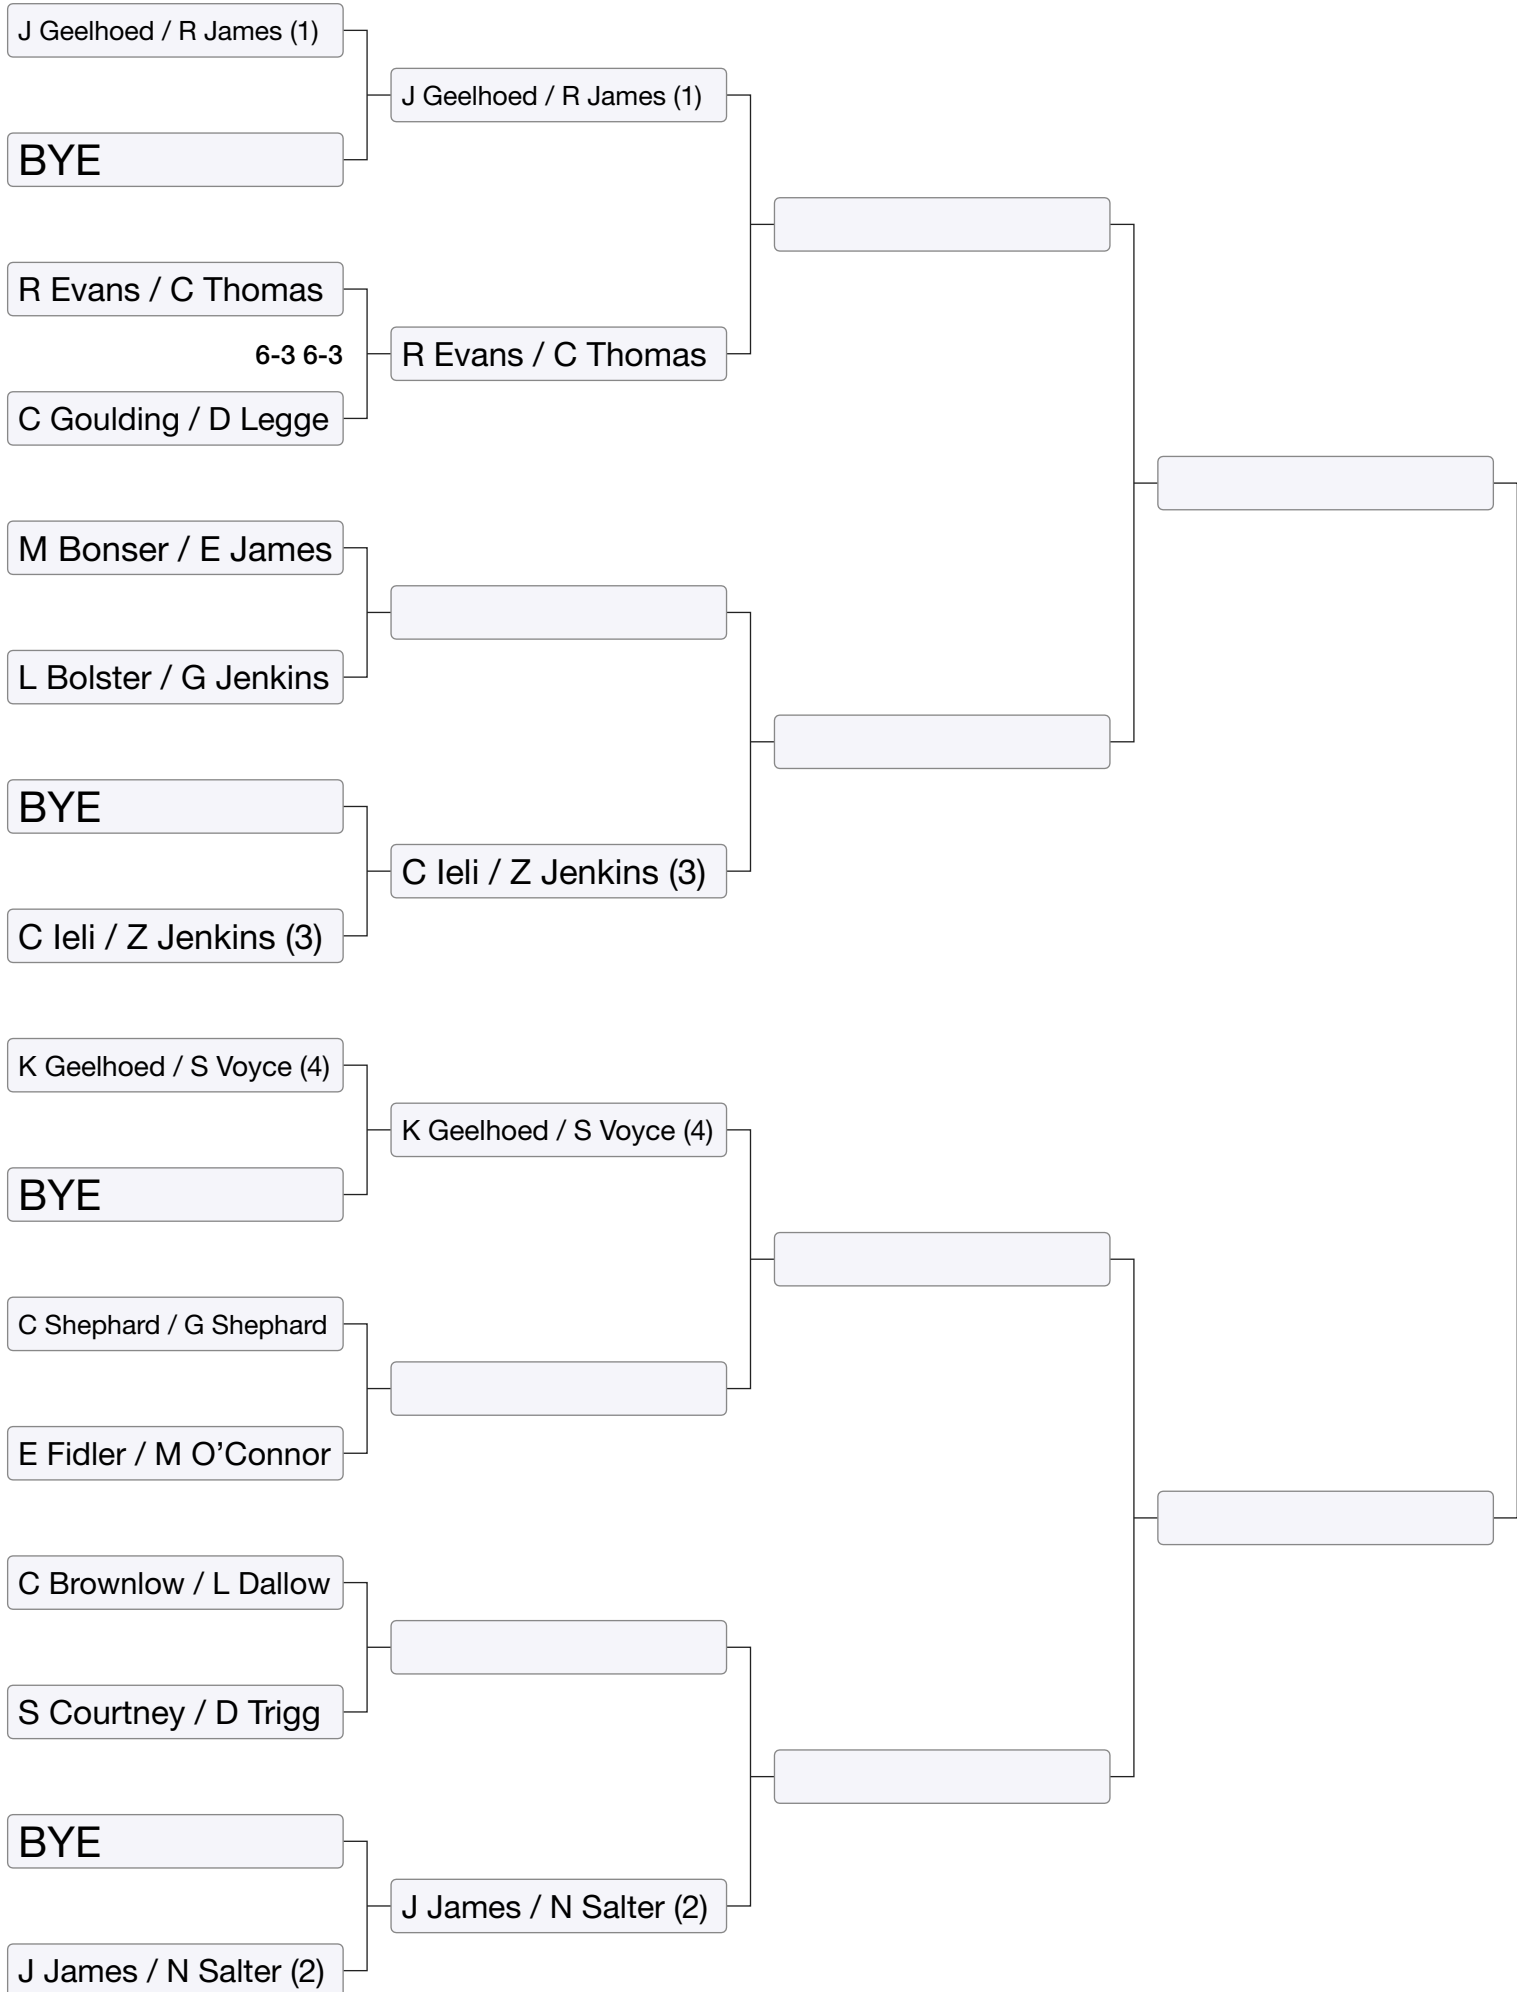 J Geelhoed / R James (1)
J Geelhoed / R James (1)
BYE
R Evans / C Thomas
6-3 6-3
R Evans / C Thomas
C Goulding / D Legge
M Bonser / E James
L Bolster / G Jenkins
BYE
C Ieli / Z Jenkins (3)
C Ieli / Z Jenkins (3)
K Geelhoed / S Voyce (4)
K Geelhoed / S Voyce (4)
BYE
C Shephard / G Shephard
E Fidler / M O’Connor
C Brownlow / L Dallow
S Courtney / D Trigg
BYE
J James / N Salter (2)
J James / N Salter (2)